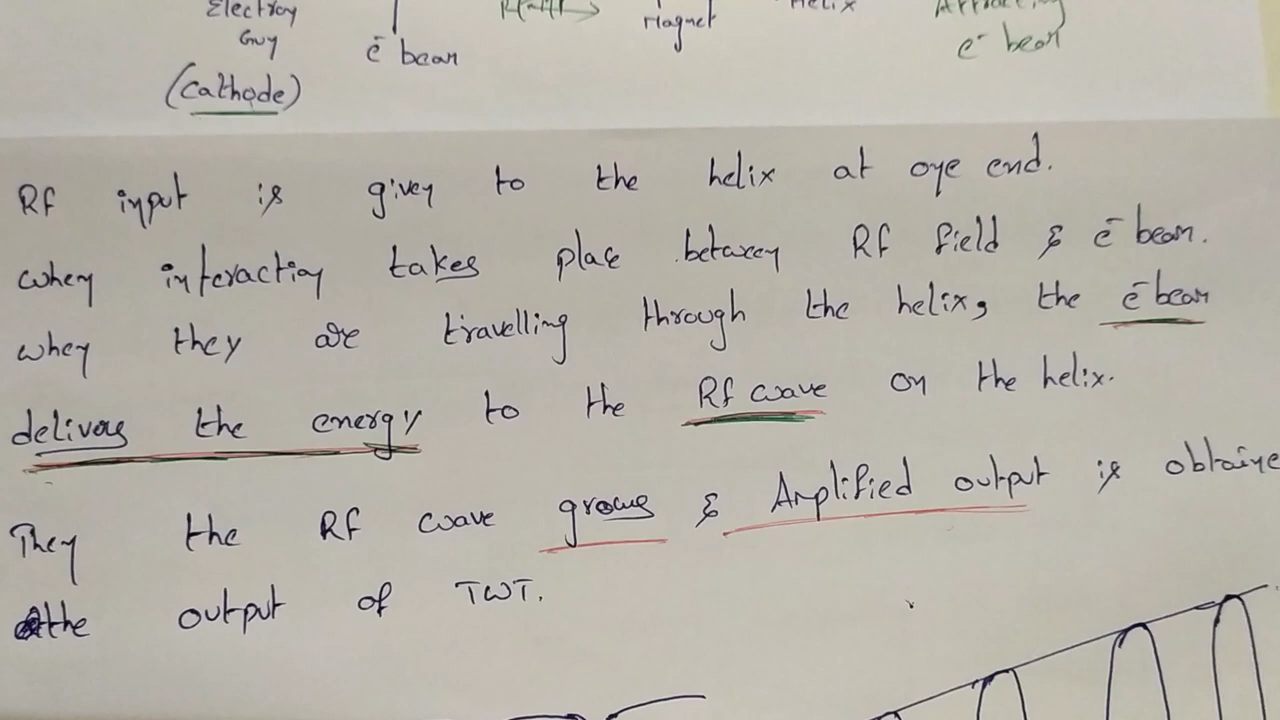 Electron
Gun
(Cathode)
e⁻ beam
Magnet
Helix
e⁻ beam
RF input is given to the helix at one end.
When interaction takes place between RF field & e⁻ beam.
when they are travelling through the helix, the e⁻ beam
delivers the energy to the RF wave on the helix.
Then the RF wave grows & Amplified output is obtaine
the output of TWT.